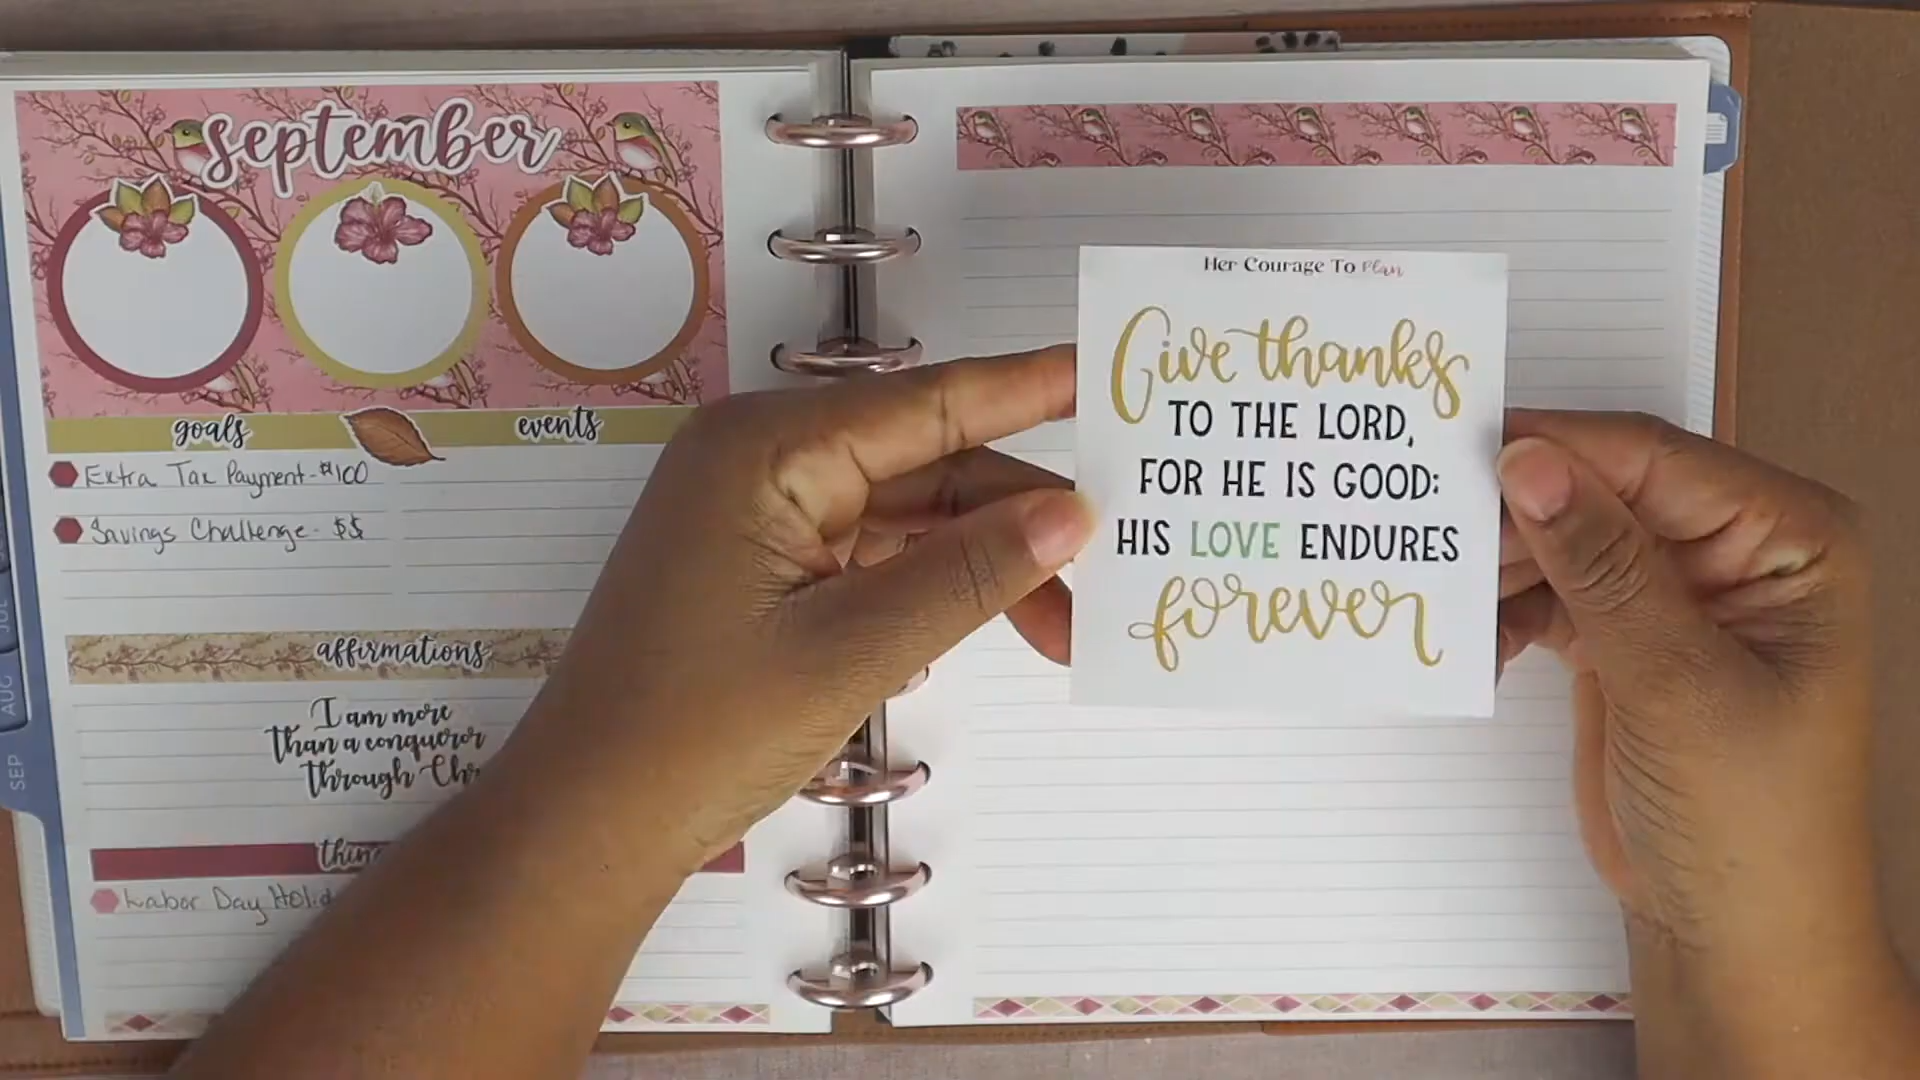 september
goals
events
Extra Tax Payment-$100
Savings Challenge- $$
affirmations
I am more
than a conqueror
through
Labor Day
JUL
AUG
SEP
Her Courage To Plan
Give thanks
TO THE LORD,
FOR HE IS GOOD:
HIS LOVE ENDURES
forever